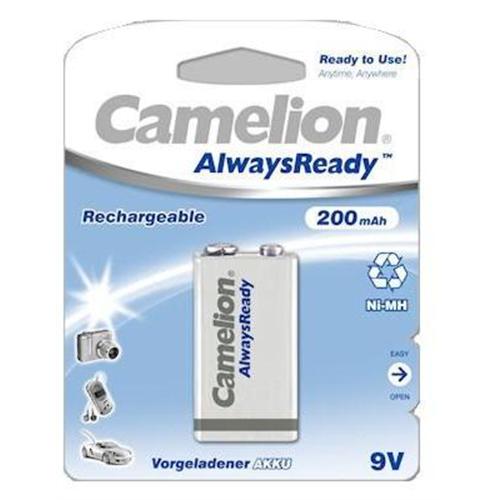 Ready to Use!
Anytime, Anywhere
Camelion®
AlwaysReady™
Rechargeable
200 mAh
Camelion®
AlwaysReady
Ni-MH
EASY
OPEN
Vorgeladener AKKU
9V